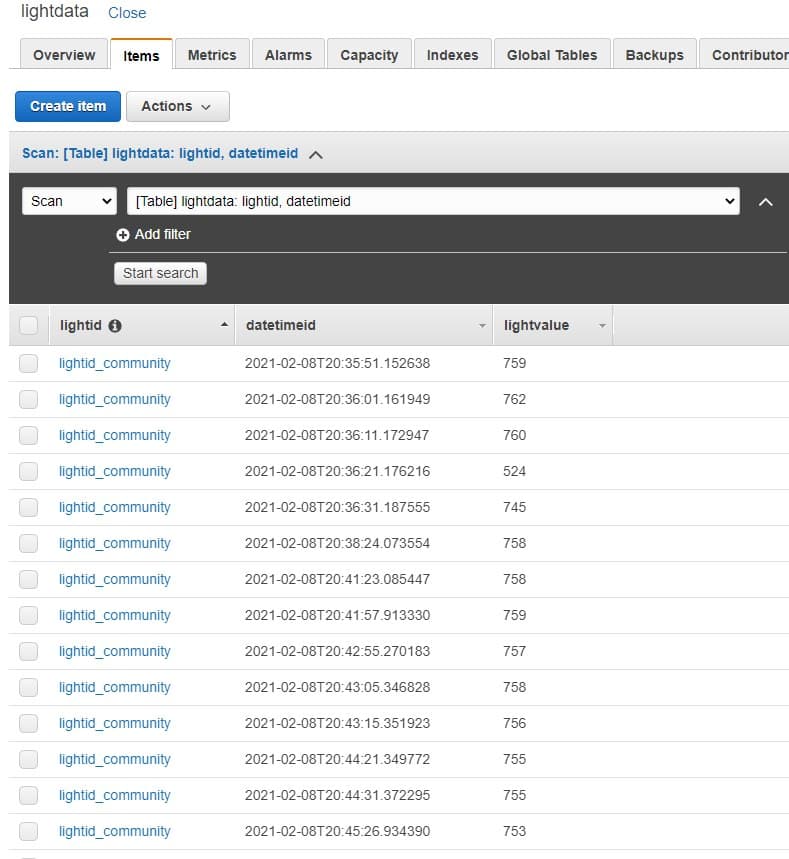 lightdata Close
Overview Items Metrics Alarms Capacity Indexes Global Tables Backups Contributor
Create item Actions
Scan: [Table] lightdata: lightid, datetimeid
Scan [Table] lightdata: lightid, datetimeid
Add filter
Start search
lightid datetimeid lightvalue
lightid_community 2021-02-08T20:35:51.152638 759
lightid_community 2021-02-08T20:36:01.161949 762
lightid_community 2021-02-08T20:36:11.172947 760
lightid_community 2021-02-08T20:36:21.176216 524
lightid_community 2021-02-08T20:36:31.187555 745
lightid_community 2021-02-08T20:38:24.073554 758
lightid_community 2021-02-08T20:41:23.085447 758
lightid_community 2021-02-08T20:41:57.913330 759
lightid_community 2021-02-08T20:42:55.270183 757
lightid_community 2021-02-08T20:43:05.346828 758
lightid_community 2021-02-08T20:43:15.351923 756
lightid_community 2021-02-08T20:44:21.349772 755
lightid_community 2021-02-08T20:44:31.372295 755
lightid_community 2021-02-08T20:45:26.934390 753